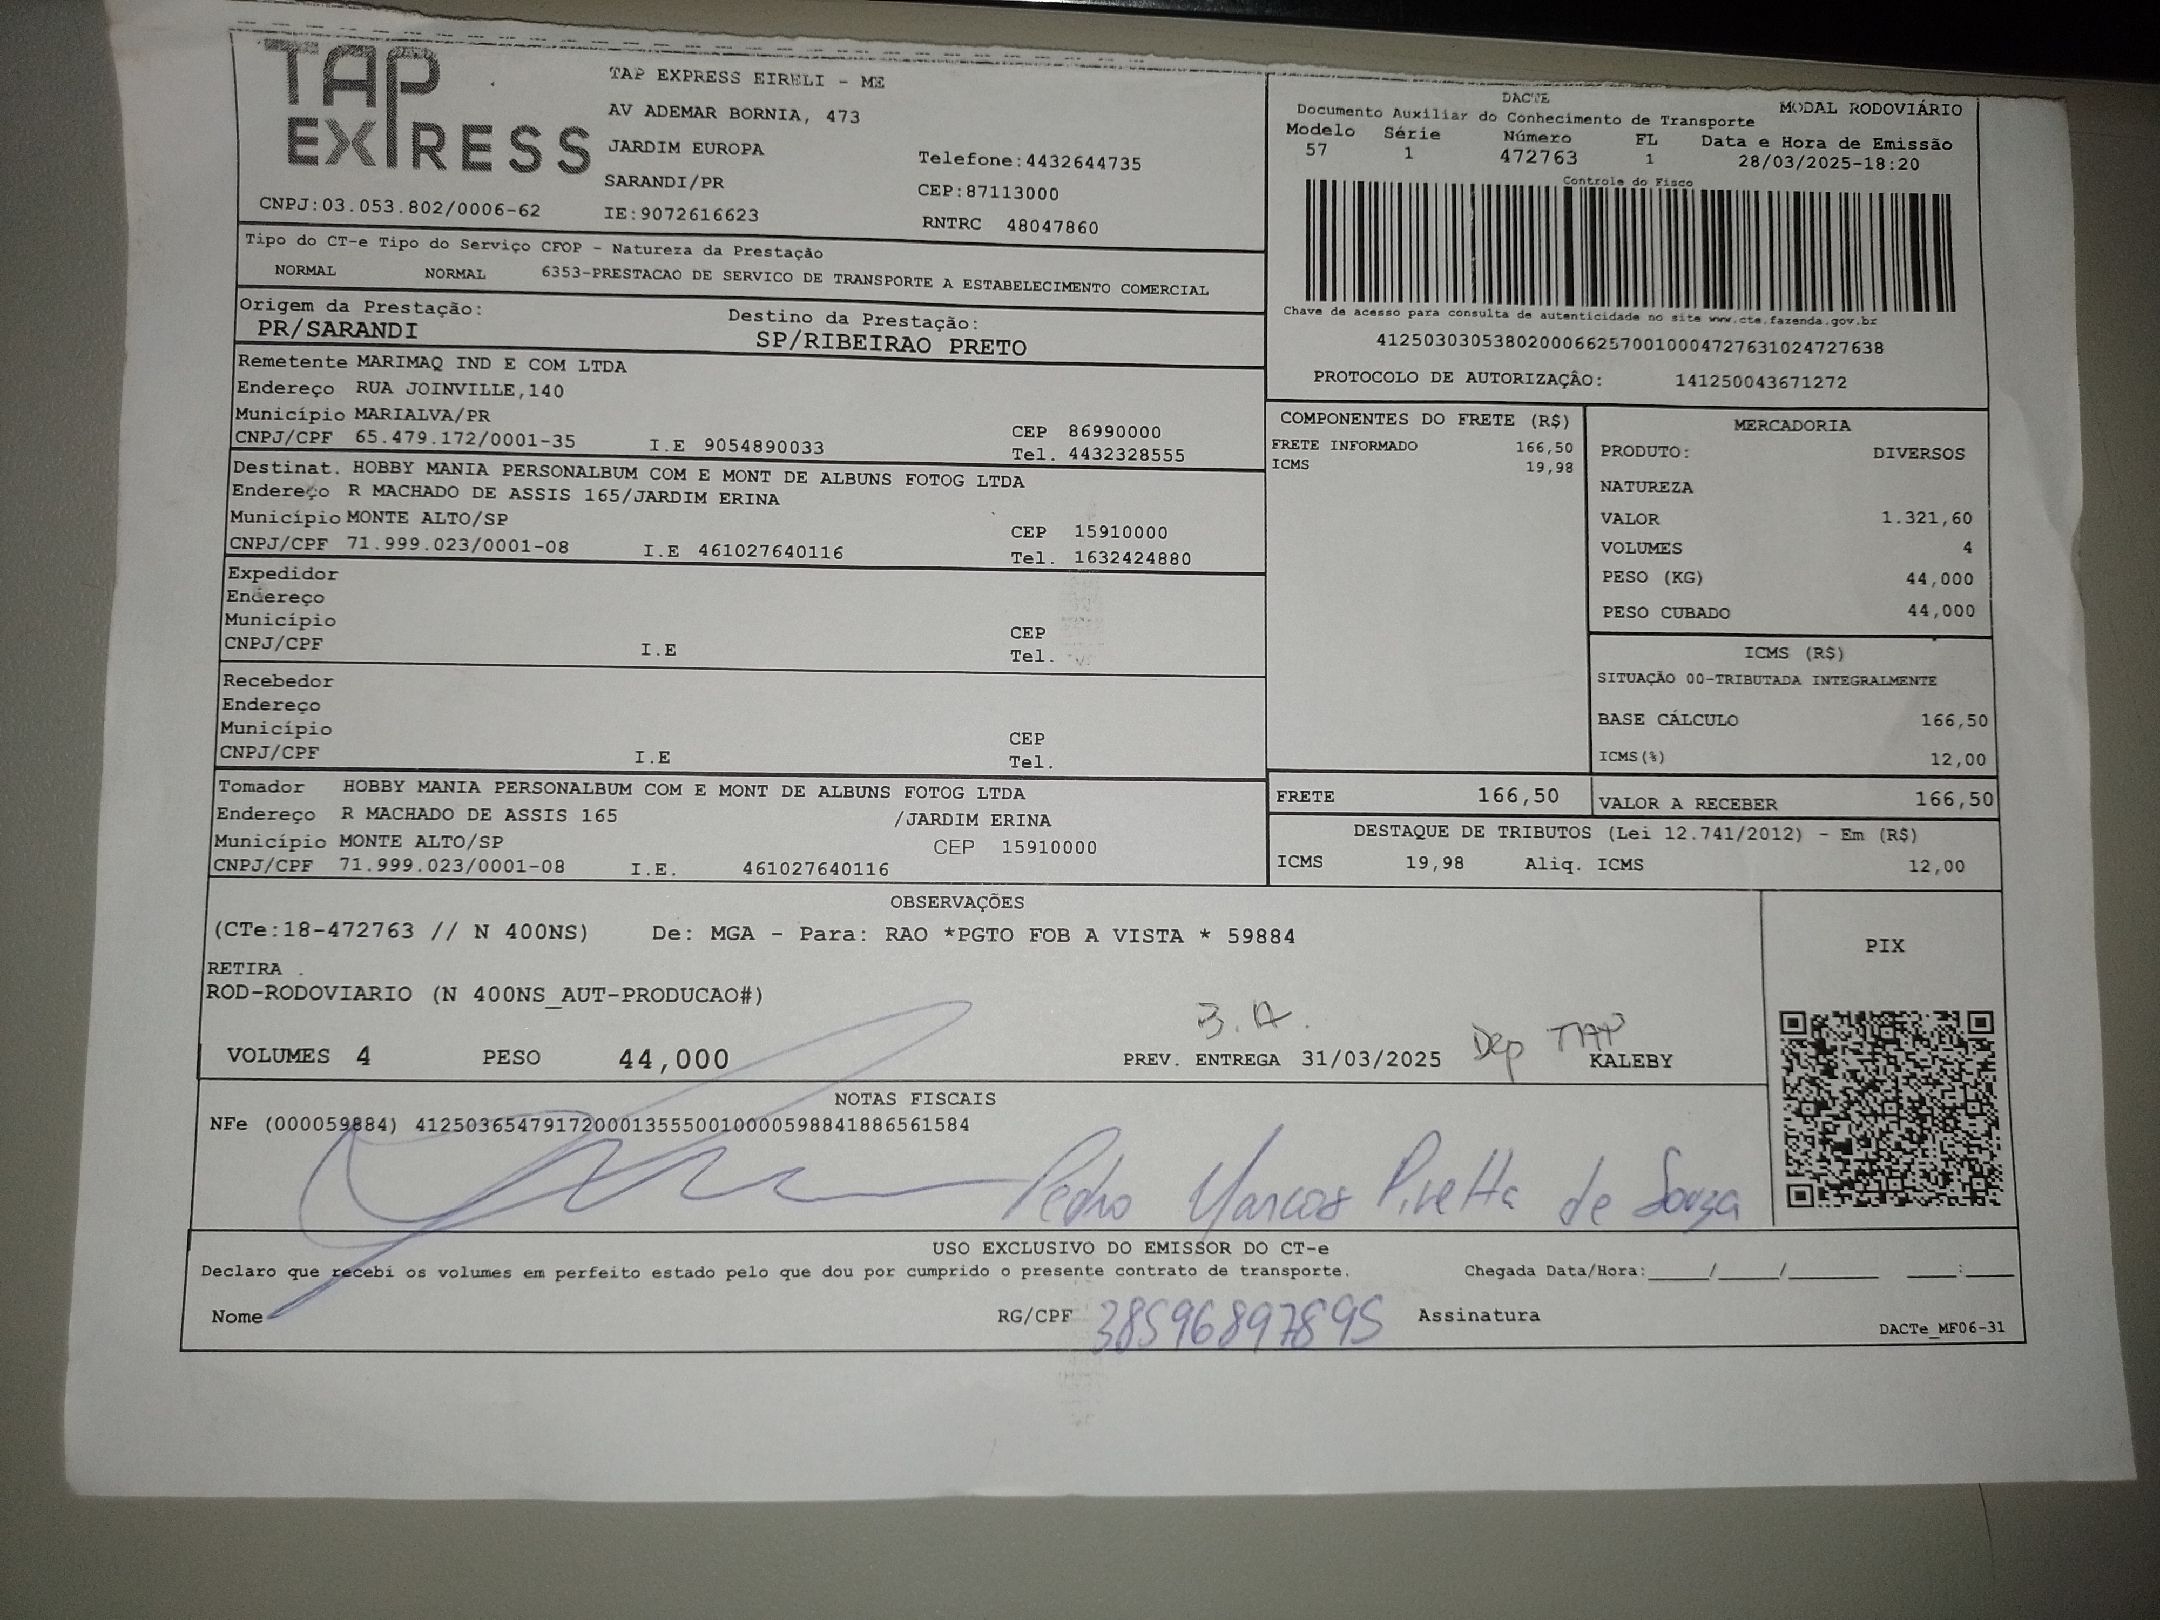 TAP
EXPRESS
CNPJ:03.053.802/0006-62
TAP EXPRESS EIRELI - ME
AV ADEMAR BORNIA, 473
JARDIM EUROPA
SARANDI/PR
IE:9072616623
Telefone:4432644735
CEP:87113000
RNTRC 48047860
DACTE
MODAL RODOVIÁRIO
Documento Auxiliar do Conhecimento de Transporte
Modelo Série Número FL Data e Hora de Emissão
57 1 472763 1 28/03/2025-18:20
Controle do Fisco
Chave de acesso para consulta de autenticidade no site www.cte.fazenda.gov.br
41250303053802000662570010004727631024727638
PROTOCOLO DE AUTORIZAÇÂO: 141250043671272
Tipo do CT-e Tipo do Serviço CFOP - Natureza da Prestação
NORMAL NORMAL 6353-PRESTACAO DE SERVICO DE TRANSPORTE A ESTABELECIMENTO COMERCIAL
Origem da Prestação: Destino da Prestação:
PR/SARANDI SP/RIBEIRAO PRETO
Remetente MARIMAQ IND E COM LTDA
Endereço RUA JOINVILLE,140
Município MARIALVA/PR CEP 86990000
CNPJ/CPF 65.479.172/0001-35 I.E 9054890033 Tel. 4432328555
Destinat. HOBBY MANIA PERSONALBUM COM E MONT DE ALBUNS FOTOG LTDA
Endereço R MACHADO DE ASSIS 165/JARDIM ERINA
Município MONTE ALTO/SP CEP 15910000
CNPJ/CPF 71.999.023/0001-08 I.E 461027640116 Tel. 1632424880
Expedidor
Endereço
Município CEP
CNPJ/CPF I.E Tel.
Recebedor
Endereço
Município CEP
CNPJ/CPF I.E Tel.
Tomador HOBBY MANIA PERSONALBUM COM E MONT DE ALBUNS FOTOG LTDA
Endereço R MACHADO DE ASSIS 165 /JARDIM ERINA
Município MONTE ALTO/SP CEP 15910000
CNPJ/CPF 71.999.023/0001-08 I.E. 461027640116
COMPONENTES DO FRETE (R$)
FRETE INFORMADO 166,50
ICMS 19,98
MERCADORIA
PRODUTO: DIVERSOS
NATUREZA
VALOR 1.321,60
VOLUMES 4
PESO (KG) 44,000
PESO CUBADO 44,000
ICMS (R$)
SITUAÇÃO 00-TRIBUTADA INTEGRALMENTE
BASE CÁLCULO 166,50
ICMS(%) 12,00
FRETE 166,50 VALOR A RECEBER 166,50
DESTAQUE DE TRIBUTOS (Lei 12.741/2012) - Em (R$)
ICMS 19,98 Aliq. ICMS 12,00
OBSERVAÇÕES
(CTe:18-472763 // N 400NS) De: MGA - Para: RAO *PGTO FOB A VISTA * 59884
RETIRA .
ROD-RODOVIARIO (N 400NS_AUT-PRODUCAO#)
PIX
Dep TAP
VOLUMES 4 PESO 44,000 PREV. ENTREGA 31/03/2025 KALEBY
NOTAS FISCAIS
NFe (000059884) 41250365479172000135550010000598841886561584
Pedro Marcos Pivetta de Souza
USO EXCLUSIVO DO EMISSOR DO CT-e
Declaro que recebi os volumes em perfeito estado pelo que dou por cumprido o presente contrato de transporte. Chegada Data/Hora:_____/_____/________ ____:____
Nome RG/CPF 38596897895 Assinatura
DACTe_MF06-31